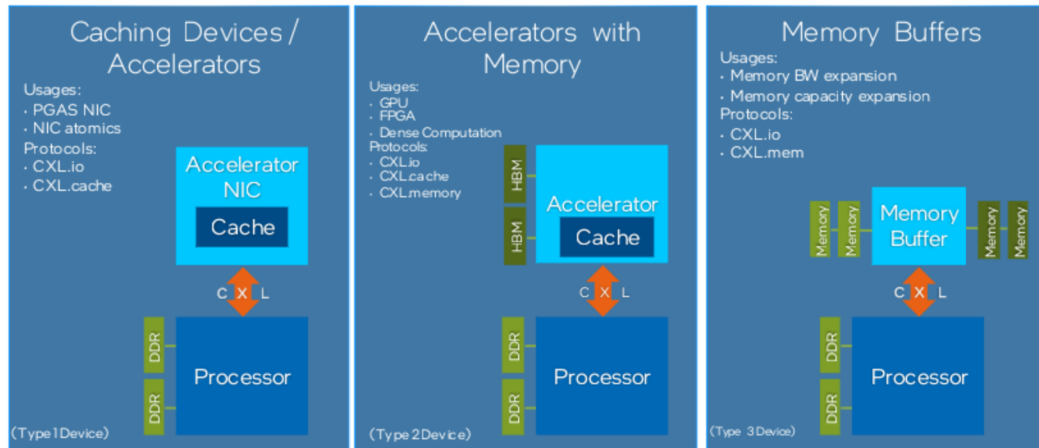 Caching Devices /
Accelerators
Usages:
• PGAS NIC
• NIC atomics
Protocols:
• CXL.io
• CXL.cache
Accelerator
NIC
Cache
C X L
DDR
DDR
Processor
(Type 1 Device)
Accelerators with
Memory
Usages:
• GPU
• FPGA
• Dense Computation
Protocols:
• CXL.io
• CXL.cache
• CXL.memory
HBM
HBM
Accelerator
Cache
C X L
DDR
DDR
Processor
(Type 2 Device)
Memory Buffers
Usages:
• Memory BW expansion
• Memory capacity expansion
Protocols:
• CXL.io
• CXL.mem
Memory
Memory
Memory
Buffer
Memory
Memory
C X L
DDR
DDR
Processor
(Type 3 Device)